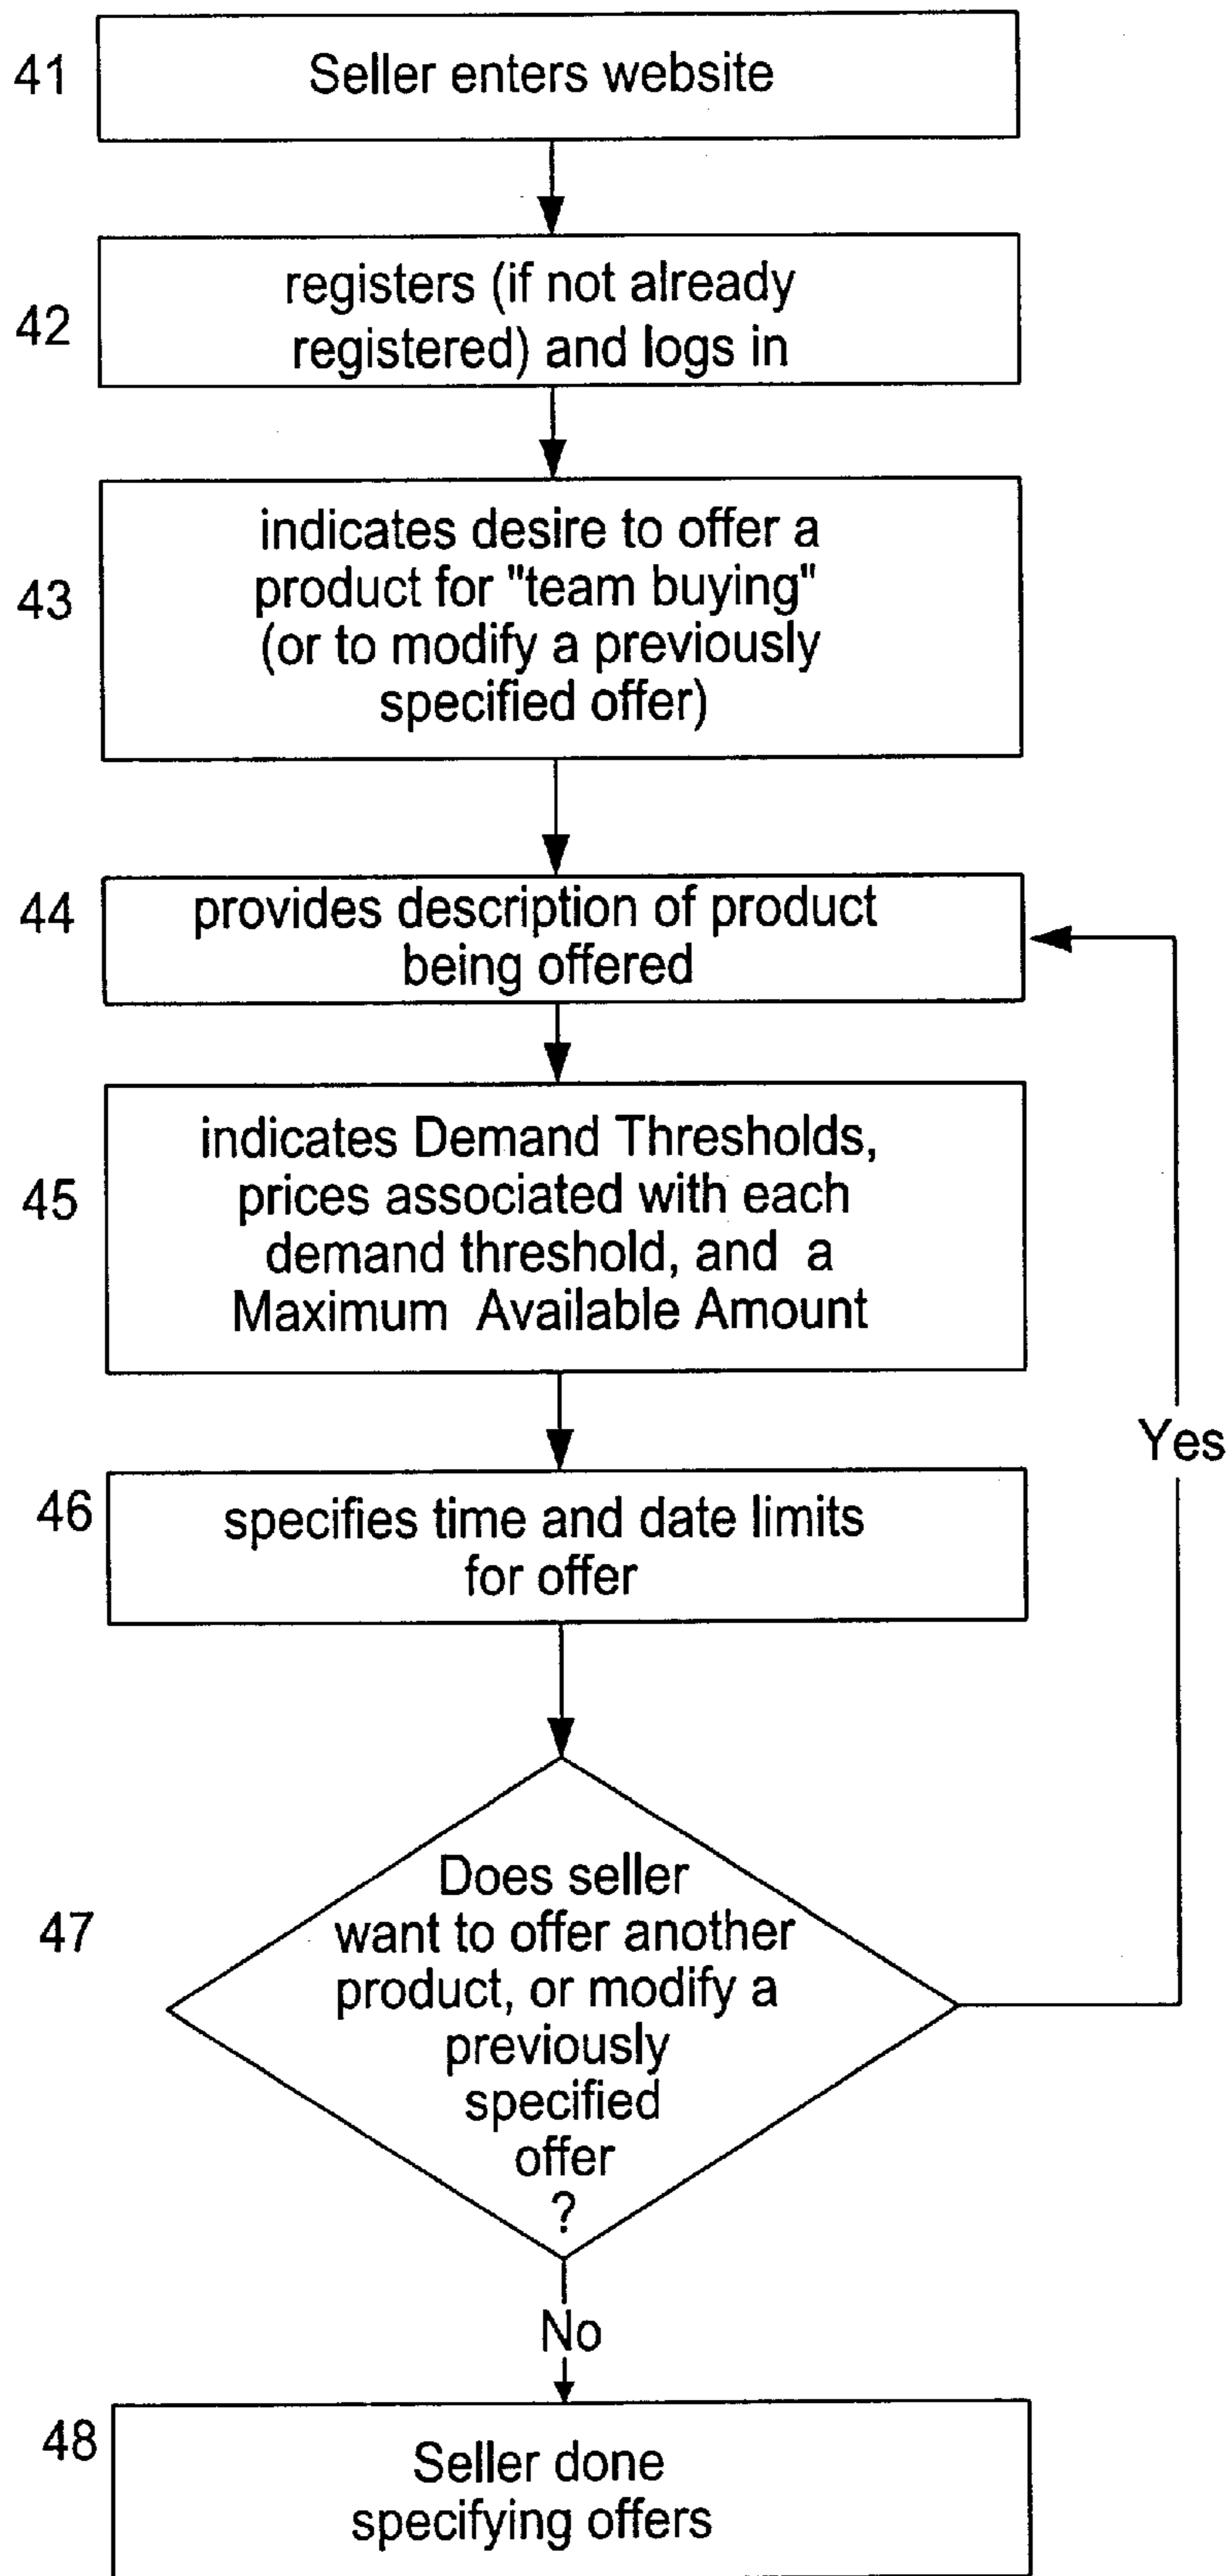 41
Seller enters website
42
registers (if not already
registered) and logs in
43
indicates desire to offer a
product for "team buying"
(or to modify a previously
specified offer)
44
provides description of product
being offered
45
indicates Demand Thresholds,
prices associated with each
demand threshold, and a
Maximum Available Amount
46
specifies time and date limits
for offer
47
Does seller
want to offer another
product, or modify a
previously
specified
offer
?
Yes
No
48
Seller done
specifying offers